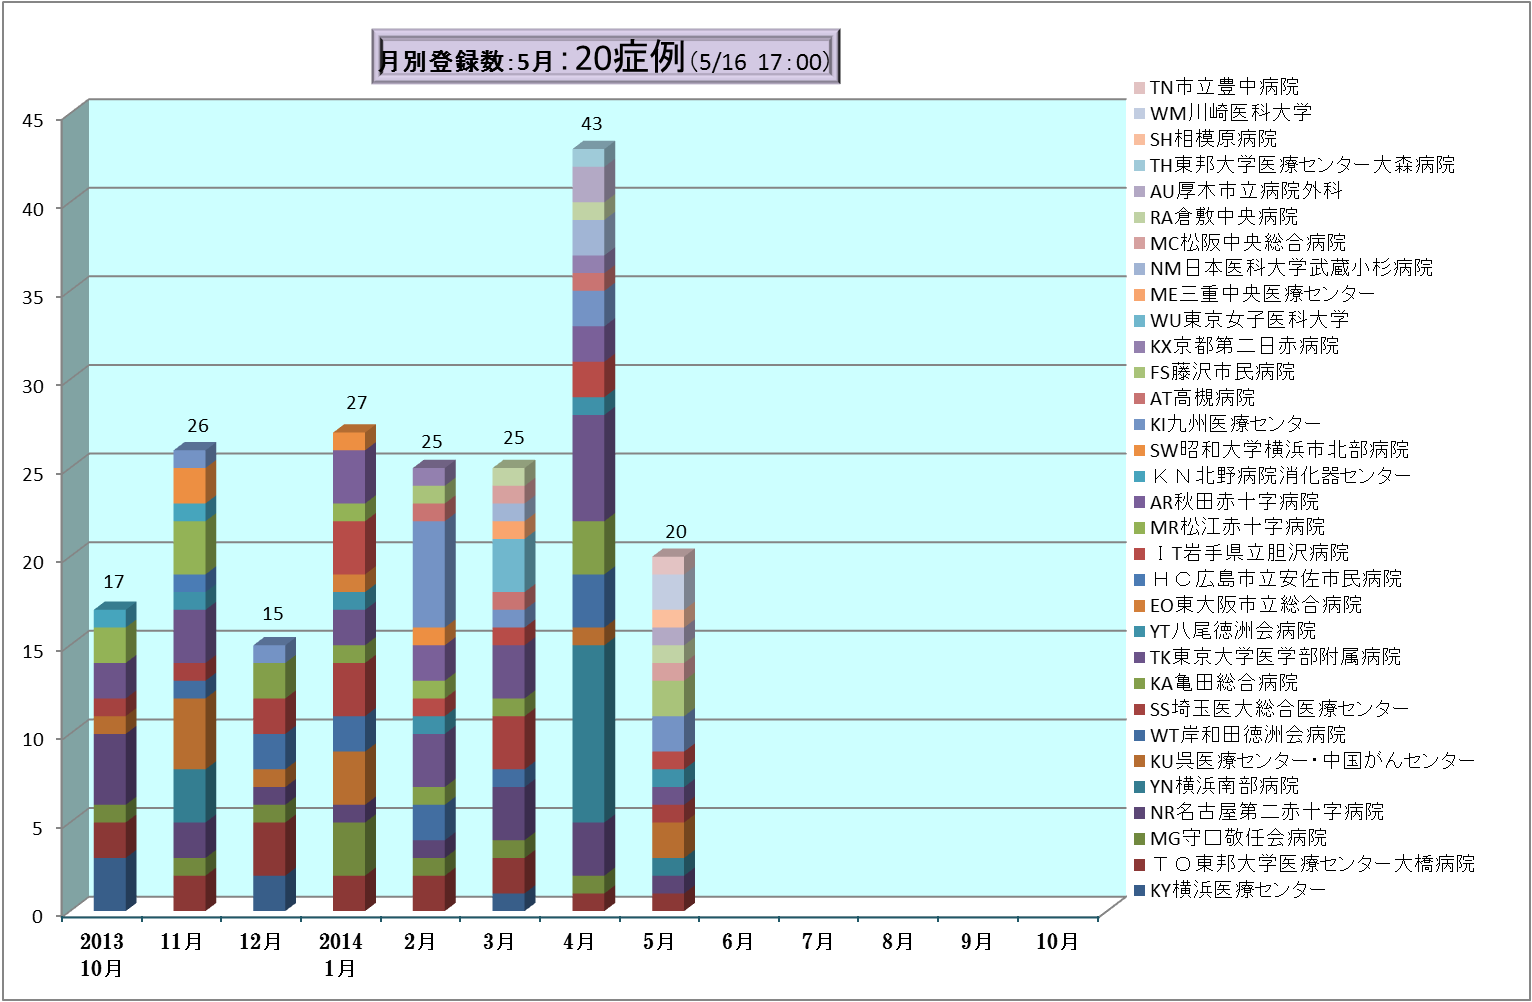 月別登録数:5月:20症例(5/16 17:00)
45
40
35
30
25
20
15
10
5
0
17
26
15
27
25
25
43
20
2013
10月
11月
12月
2014
1月
2月
3月
4月
5月
6月
7月
8月
9月
10月
TN市立豊中病院
WM川崎医科大学
SH相模原病院
TH東邦大学医療センター大森病院
AU厚木市立病院外科
RA倉敷中央病院
MC松阪中央総合病院
NM日本医科大学武蔵小杉病院
ME三重中央医療センター
WU東京女子医科大学
KX京都第二日赤病院
FS藤沢市民病院
AT高槻病院
KI九州医療センター
SW昭和大学横浜市北部病院
KN北野病院消化器センター
AR秋田赤十字病院
MR松江赤十字病院
IT岩手県立胆沢病院
HC広島市立安佐市民病院
EO東大阪市立総合病院
YT八尾徳洲会病院
TK東京大学医学部附属病院
KA亀田総合病院
SS埼玉医大総合医療センター
WT岸和田徳洲会病院
KU呉医療センター・中国がんセンター
YN横浜南部病院
NR名古屋第二赤十字病院
MG守口敬任会病院
TO東邦大学医療センター大橋病院
KY横浜医療センター